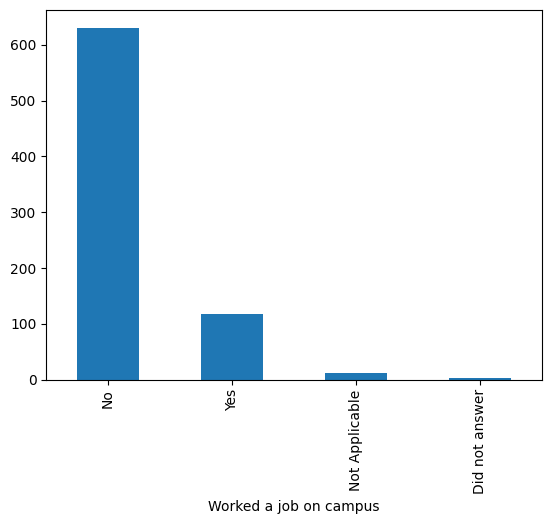 600
500
400
300
200
100
0
No
Yes
Not Applicable
Did not answer
Worked a job on campus